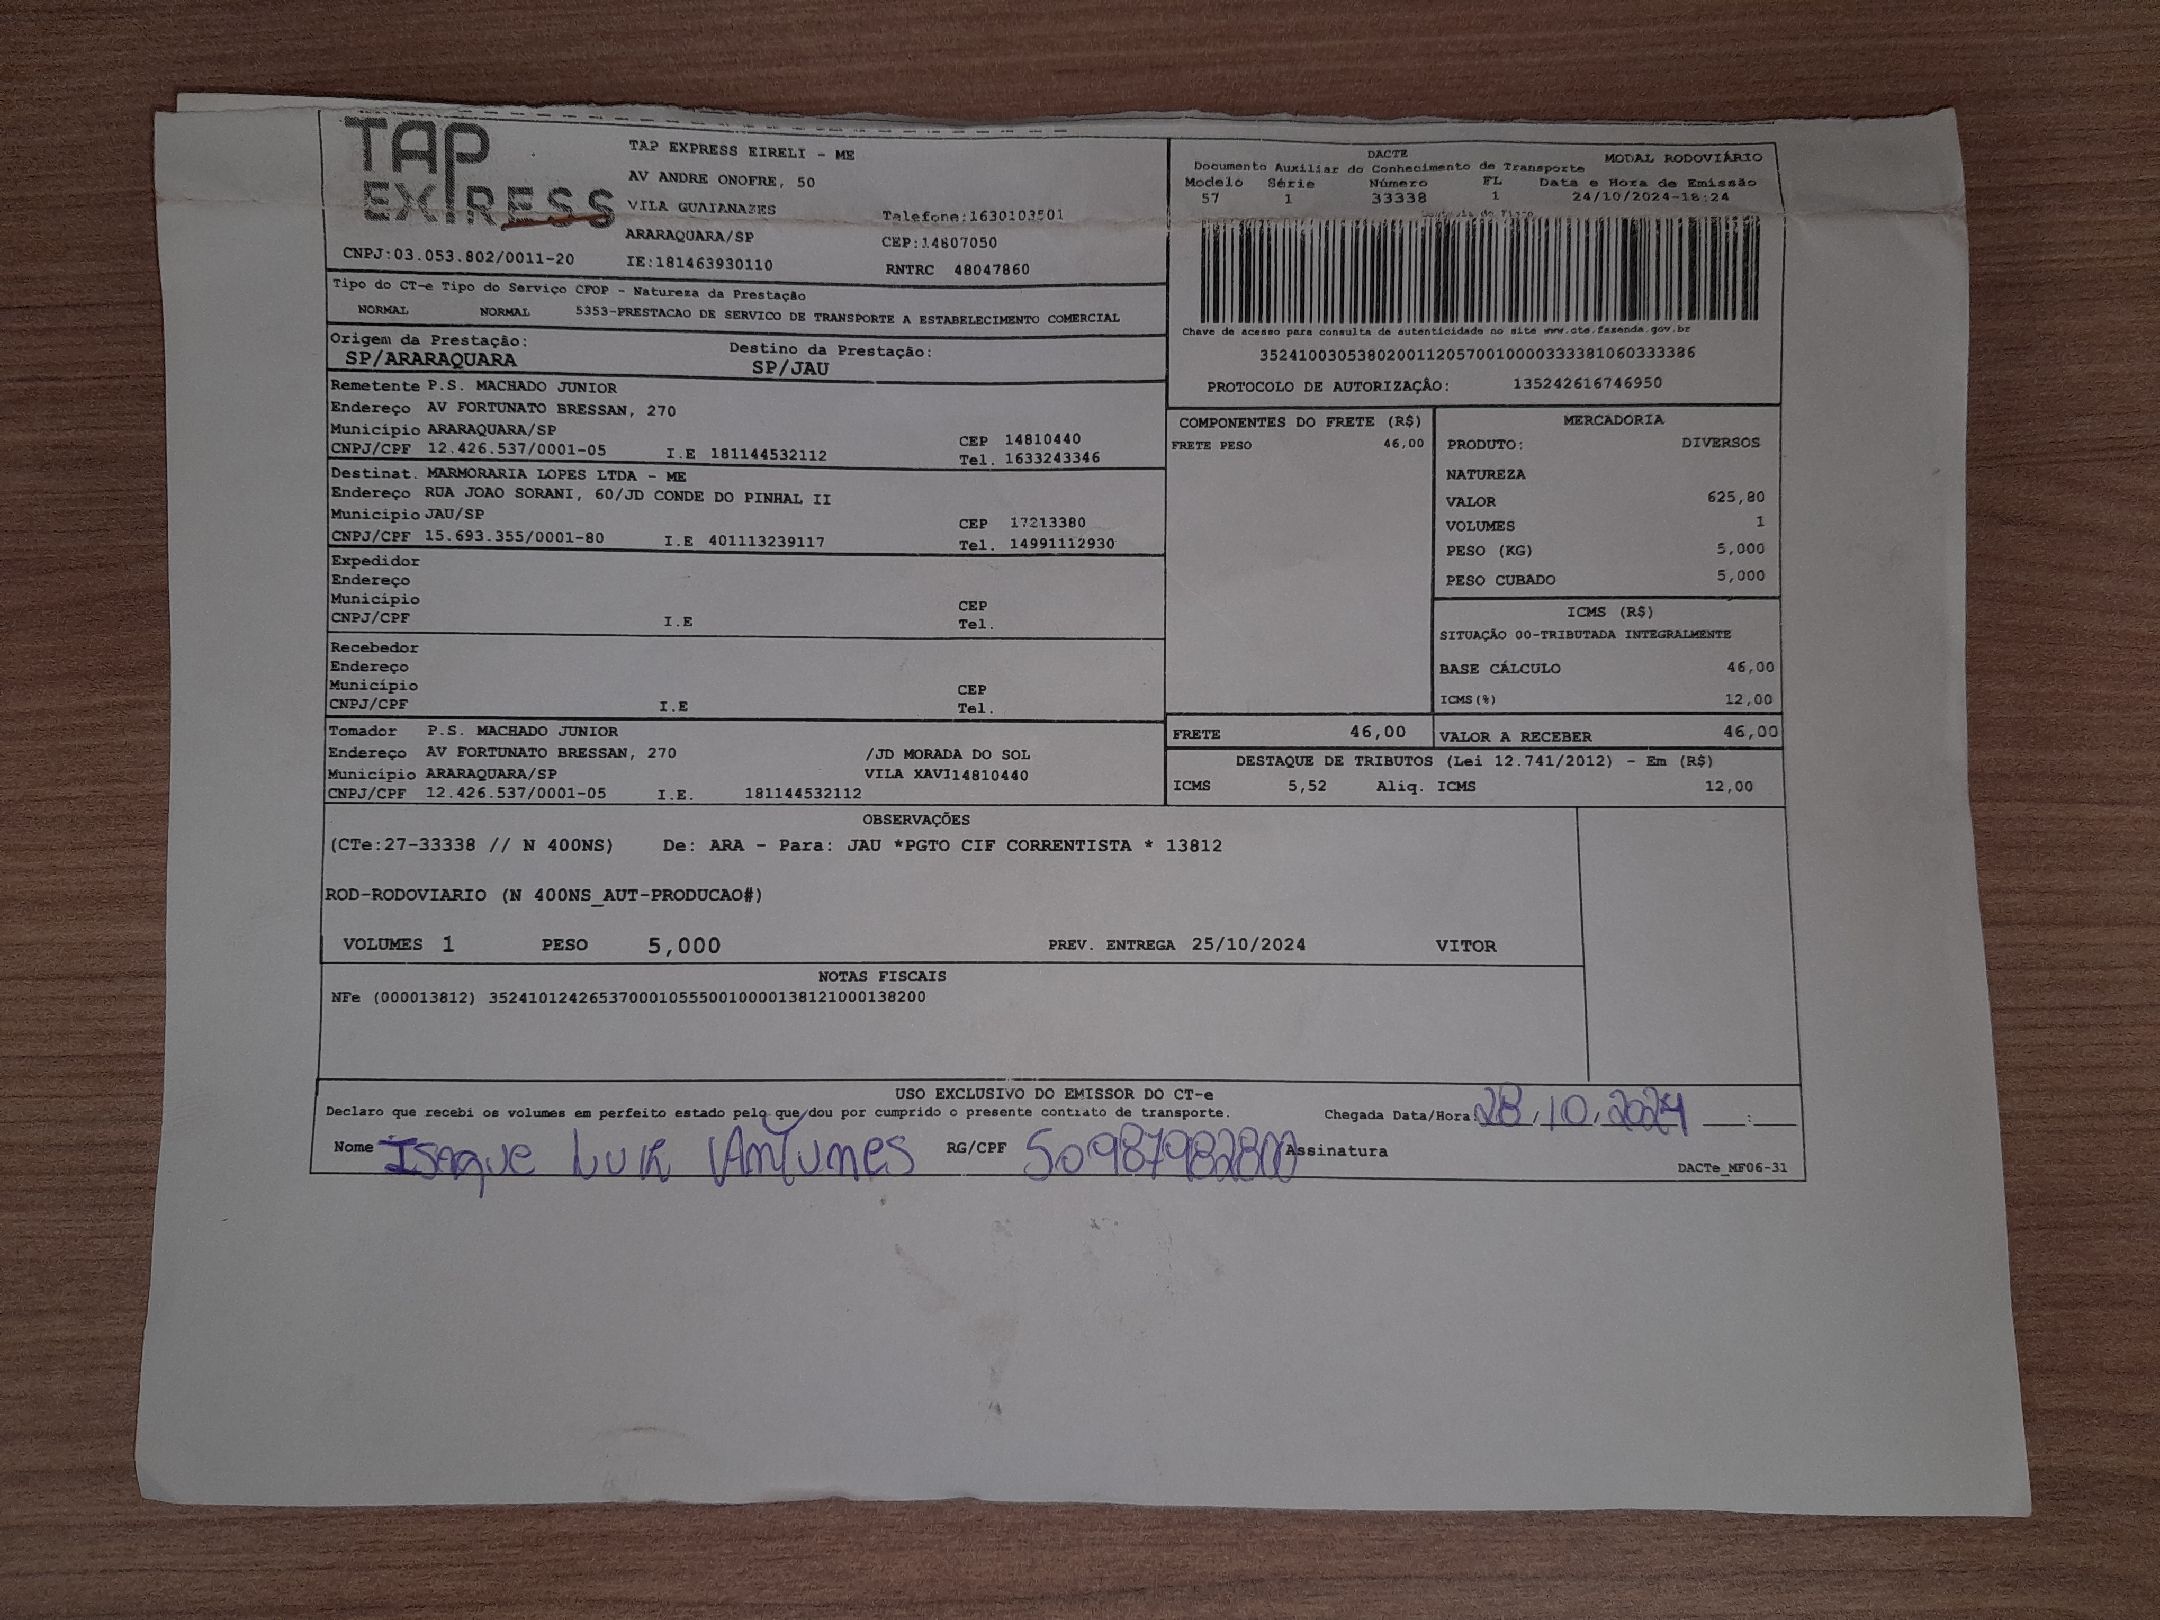 TAP
EXPRESS
TAP EXPRESS EIRELI - ME
AV ANDRE ONOFRE, 50
VILA GUAIANAZES Telefone:1630103501
ARARAQUARA/SP CEP:14807050
CNPJ:03.053.802/0011-20 IE:181463930110 RNTRC 48047860
DACTE MODAL RODOVIÁRIO
Documento Auxiliar do Conhecimento de Transporte
Modelo Série Número FL Data e Hora de Emissão
57 1 33338 1 24/10/2024-18:24
Chave de acesso para consulta de autenticidade no site www.cte.fazenda.gov.br
35241003053802001120570010000333381060333386
PROTOCOLO DE AUTORIZAÇÃO: 135242616746950
Tipo do CT-e Tipo do Serviço CFOP - Natureza da Prestação
NORMAL NORMAL 5353-PRESTACAO DE SERVICO DE TRANSPORTE A ESTABELECIMENTO COMERCIAL
Origem da Prestação: Destino da Prestação:
SP/ARARAQUARA SP/JAU
Remetente P.S. MACHADO JUNIOR
Endereço AV FORTUNATO BRESSAN, 270
Município ARARAQUARA/SP CEP 14810440
CNPJ/CPF 12.426.537/0001-05 I.E 181144532112 Tel. 1633243346
Destinat. MARMORARIA LOPES LTDA - ME
Endereço RUA JOAO SORANI, 60/JD CONDE DO PINHAL II
Município JAU/SP CEP 17213380
CNPJ/CPF 15.693.355/0001-80 I.E 401113239117 Tel. 14991112930
Expedidor
Endereço
Município CEP
CNPJ/CPF I.E Tel.
Recebedor
Endereço
Município CEP
CNPJ/CPF I.E Tel.
Tomador P.S. MACHADO JUNIOR
Endereço AV FORTUNATO BRESSAN, 270 /JD MORADA DO SOL
Município ARARAQUARA/SP VILA XAVI14810440
CNPJ/CPF 12.426.537/0001-05 I.E. 181144532112
COMPONENTES DO FRETE (R$)
FRETE PESO 46,00
MERCADORIA
PRODUTO: DIVERSOS
NATUREZA
VALOR 625,80
VOLUMES 1
PESO (KG) 5,000
PESO CUBADO 5,000
ICMS (R$)
SITUAÇÃO 00-TRIBUTADA INTEGRALMENTE
BASE CÁLCULO 46,00
ICMS(%) 12,00
FRETE 46,00 VALOR A RECEBER 46,00
DESTAQUE DE TRIBUTOS (Lei 12.741/2012) - Em (R$)
ICMS 5,52 Aliq. ICMS 12,00
OBSERVAÇÕES
(CTe:27-33338 // N 400NS) De: ARA - Para: JAU *PGTO CIF CORRENTISTA * 13812
ROD-RODOVIARIO (N 400NS_AUT-PRODUCAO#)
VOLUMES 1 PESO 5,000 PREV. ENTREGA 25/10/2024 VITOR
NOTAS FISCAIS
NFe (000013812) 35241012426537000105550010000138121000138200
USO EXCLUSIVO DO EMISSOR DO CT-e
Declaro que recebi os volumes em perfeito estado pelo que dou por cumprido o presente contrato de transporte. Chegada Data/Hora: 28.10.2024 __:__
Nome Isaque Luiz Antunes RG/CPF Assinatura
DACTe_MF06-31